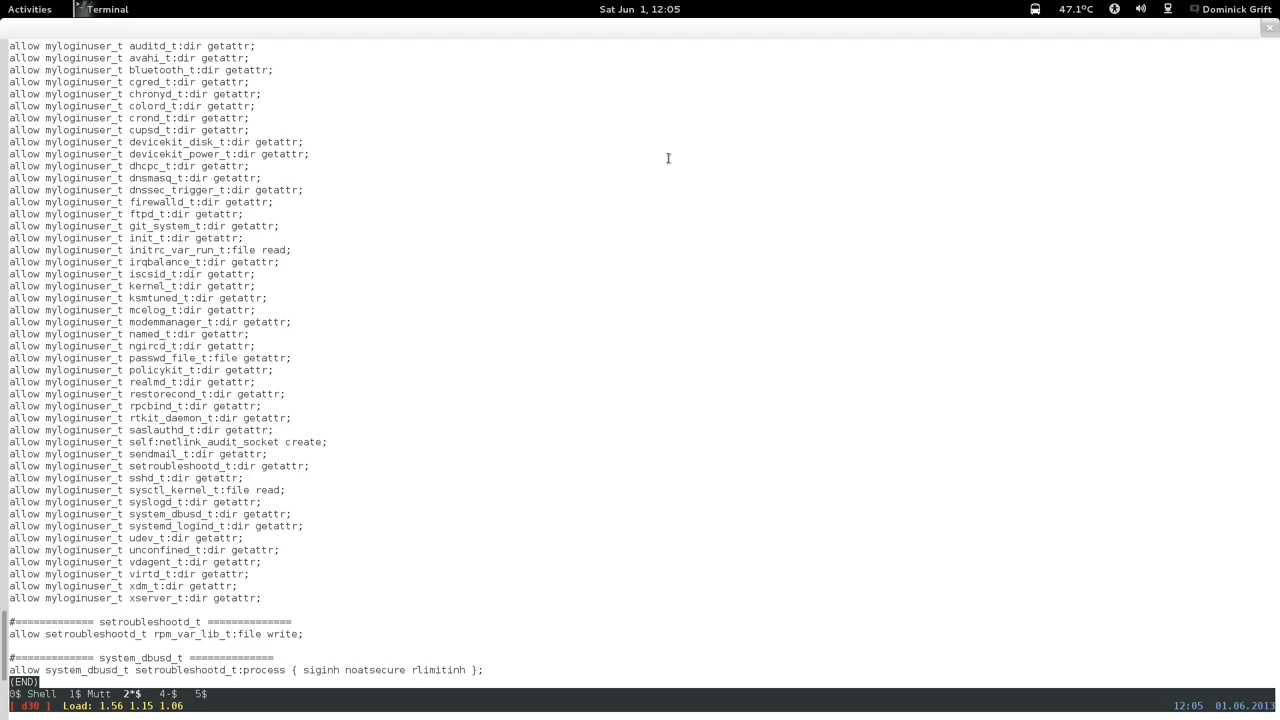 Activities Terminal Sat Jun 1, 12:05 47.1°C Dominick Grift
allow myloginuser_t auditd_t:dir getattr;
allow myloginuser_t avahi_t:dir getattr;
allow myloginuser_t bluetooth_t:dir getattr;
allow myloginuser_t cgred_t:dir getattr;
allow myloginuser_t chronyd_t:dir getattr;
allow myloginuser_t colord_t:dir getattr;
allow myloginuser_t crond_t:dir getattr;
allow myloginuser_t cupsd_t:dir getattr;
allow myloginuser_t devicekit_disk_t:dir getattr;
allow myloginuser_t devicekit_power_t:dir getattr;
allow myloginuser_t dhcpc_t:dir getattr;
allow myloginuser_t dnsmasq_t:dir getattr;
allow myloginuser_t dnssec_trigger_t:dir getattr;
allow myloginuser_t firewalld_t:dir getattr;
allow myloginuser_t ftpd_t:dir getattr;
allow myloginuser_t git_system_t:dir getattr;
allow myloginuser_t init_t:dir getattr;
allow myloginuser_t initrc_var_run_t:file read;
allow myloginuser_t irqbalance_t:dir getattr;
allow myloginuser_t iscsid_t:dir getattr;
allow myloginuser_t kernel_t:dir getattr;
allow myloginuser_t ksmtuned_t:dir getattr;
allow myloginuser_t mcelog_t:dir getattr;
allow myloginuser_t modemmanager_t:dir getattr;
allow myloginuser_t named_t:dir getattr;
allow myloginuser_t ngircd_t:dir getattr;
allow myloginuser_t passwd_file_t:file getattr;
allow myloginuser_t policykit_t:dir getattr;
allow myloginuser_t realmd_t:dir getattr;
allow myloginuser_t restorecond_t:dir getattr;
allow myloginuser_t rpcbind_t:dir getattr;
allow myloginuser_t rtkit_daemon_t:dir getattr;
allow myloginuser_t saslauthd_t:dir getattr;
allow myloginuser_t self:netlink_audit_socket create;
allow myloginuser_t sendmail_t:dir getattr;
allow myloginuser_t setroubleshootd_t:dir getattr;
allow myloginuser_t sshd_t:dir getattr;
allow myloginuser_t sysctl_kernel_t:file read;
allow myloginuser_t syslogd_t:dir getattr;
allow myloginuser_t system_dbusd_t:dir getattr;
allow myloginuser_t systemd_logind_t:dir getattr;
allow myloginuser_t udev_t:dir getattr;
allow myloginuser_t unconfined_t:dir getattr;
allow myloginuser_t vdagent_t:dir getattr;
allow myloginuser_t virtd_t:dir getattr;
allow myloginuser_t xdm_t:dir getattr;
allow myloginuser_t xserver_t:dir getattr;
#============= setroubleshootd_t ==============
allow setroubleshootd_t rpm_var_lib_t:file write;
#============= system_dbusd_t ==============
allow system_dbusd_t setroubleshootd_t:process { siginh noatsecure rlimitinh };
(END)
0$ Shell 1$ Mutt 2*$ 4-$ 5$
[ d30 ] Load: 1.56 1.15 1.06 12:05 01.06.2013